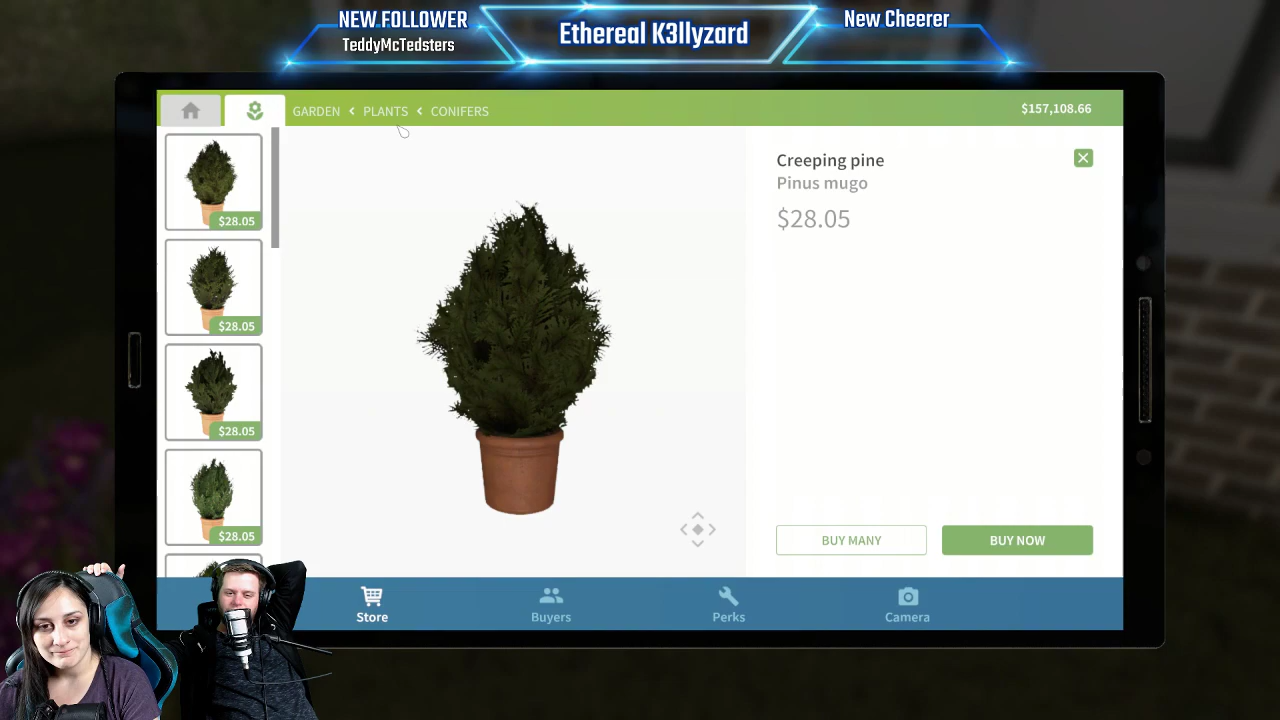 NEW FOLLOWER
TeddyMcTedsters
Ethereal K3llyzard
New Cheerer
GARDEN < PLANTS < CONIFERS
$157,108.66
$28.05
$28.05
$28.05
$28.05
Creeping pine
Pinus mugo
$28.05
BUY MANY
BUY NOW
Store
Buyers
Perks
Camera